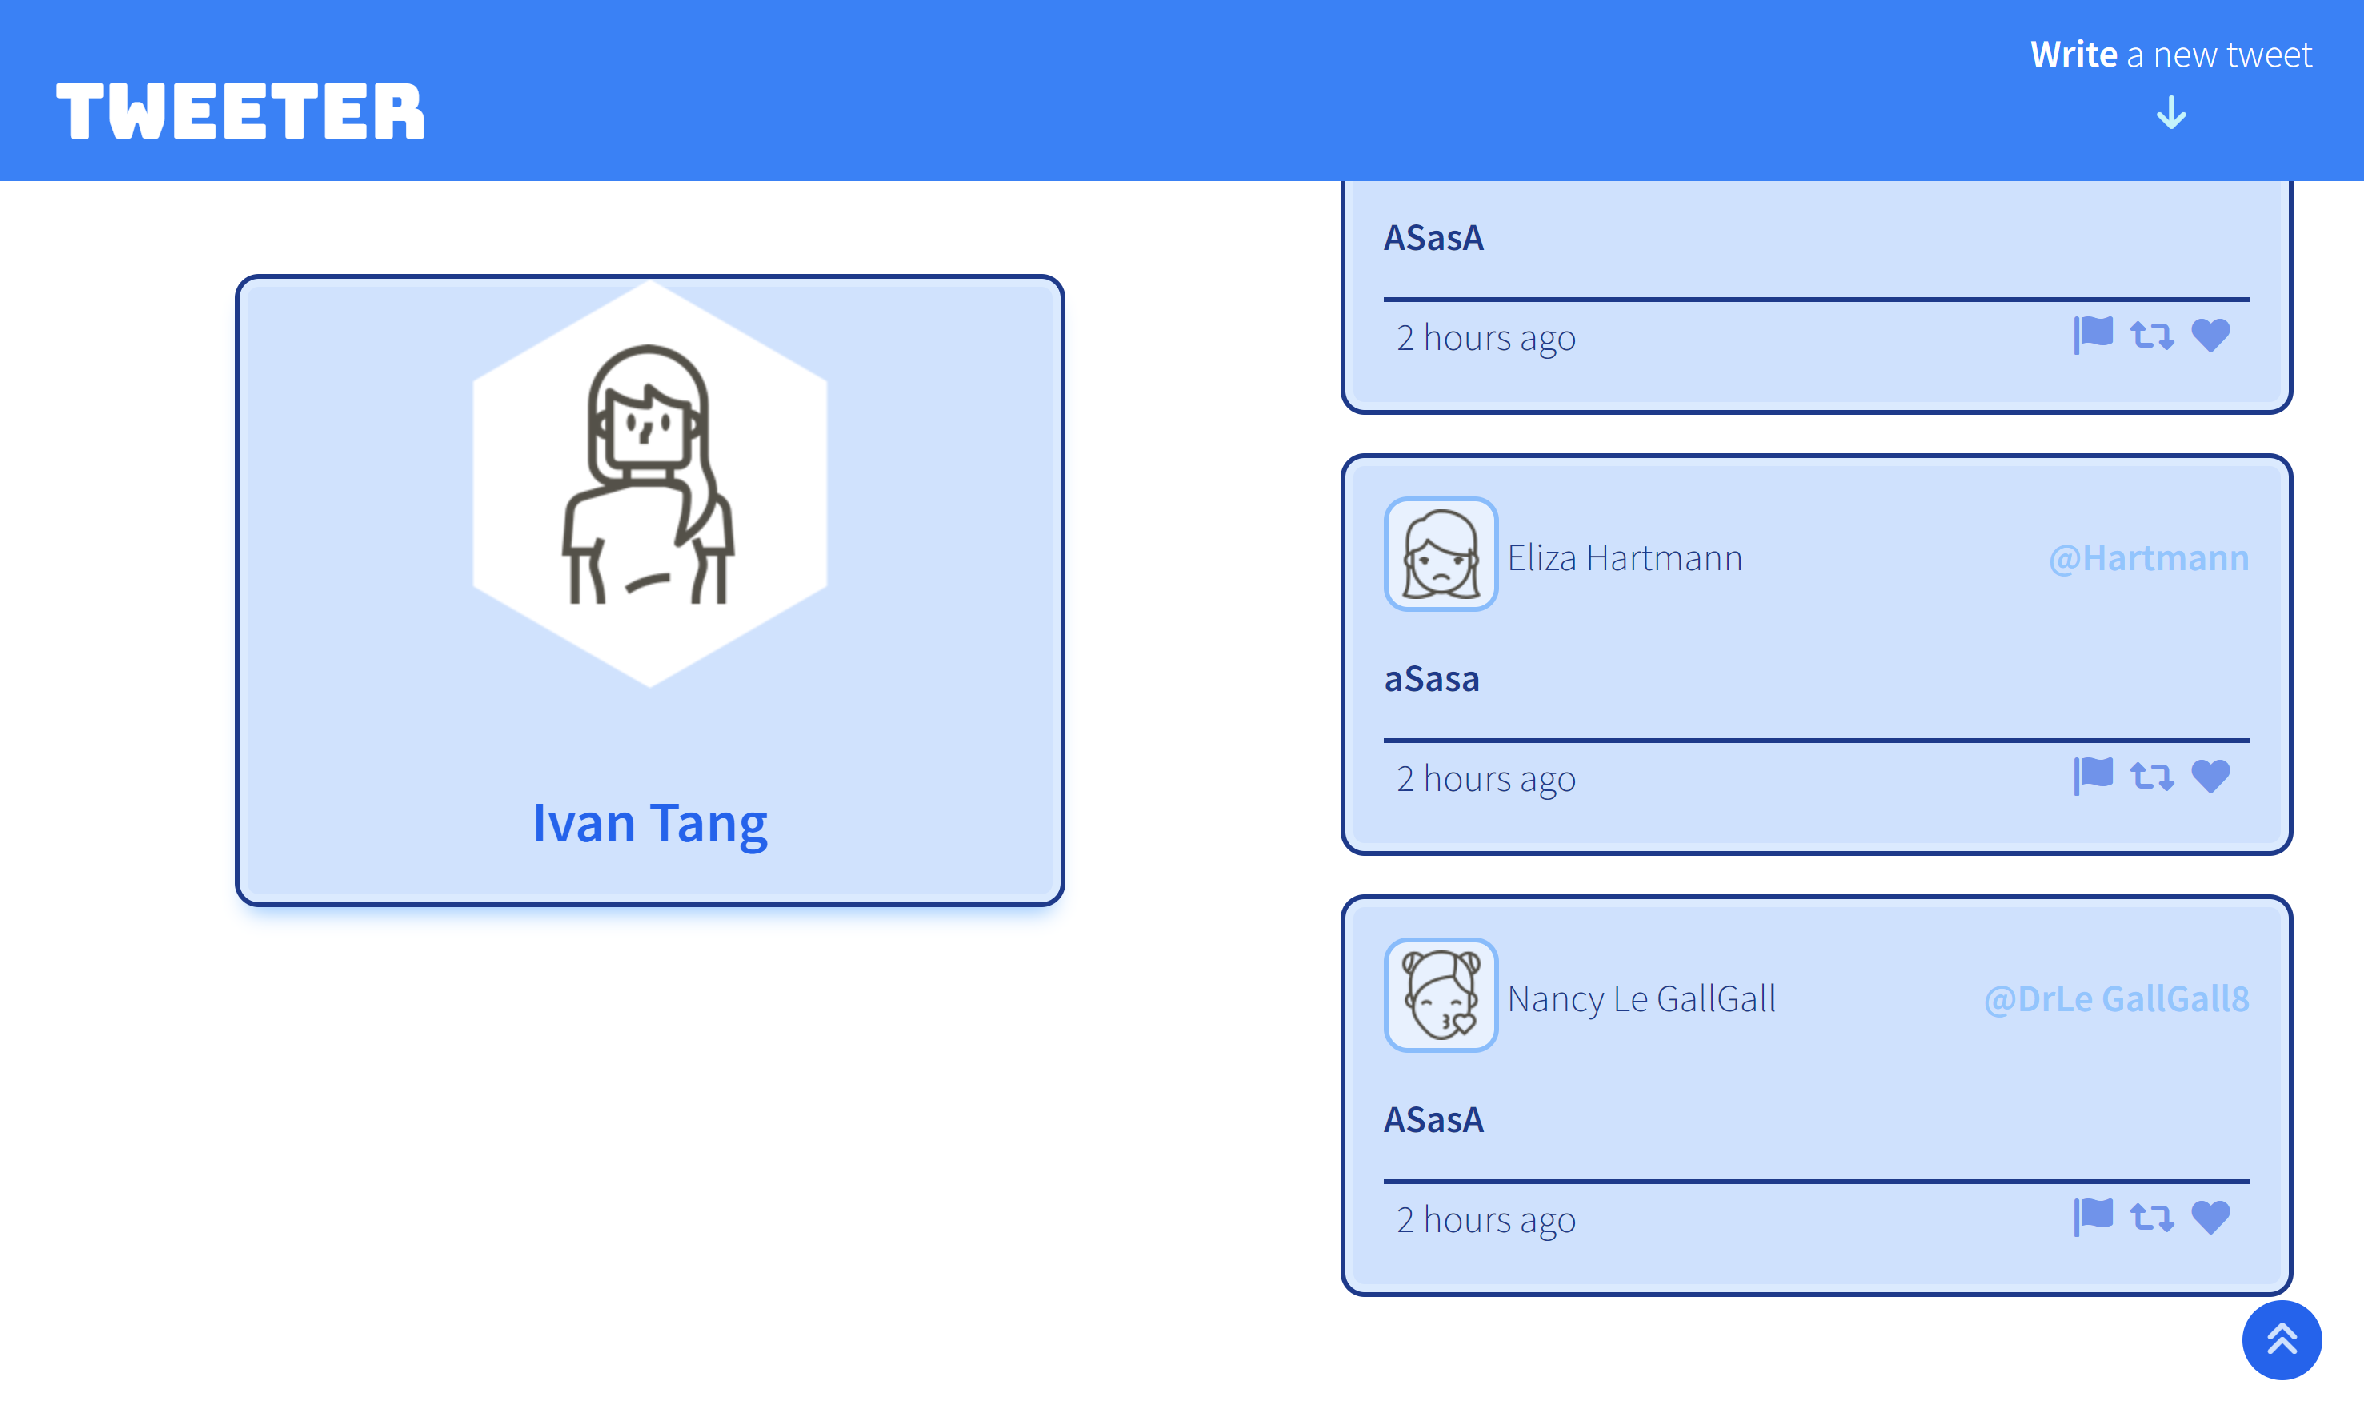 Write a new tweet
TWEETER
Ivan Tang
ASasA
2 hours ago
Eliza Hartmann @Hartmann
aSasa
2 hours ago
Nancy Le GallGall @DrLe GallGall8
ASasA
2 hours ago